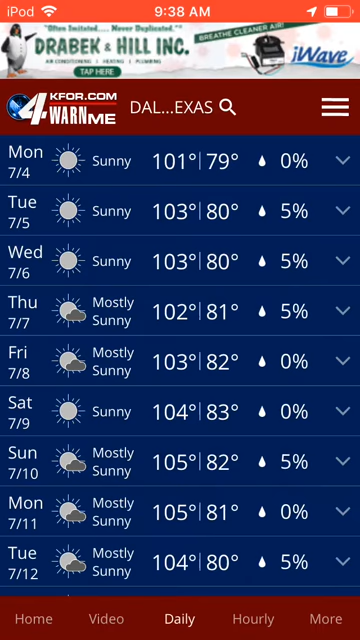 iPod 9:38 AM
"Often Imitated..... Never Duplicated."
DRABEK & HILL INC.
AIR CONDITIONING | HEATING | PLUMBING
TAP HERE
BREATHE CLEANER AIR
iWave
4 KFOR.COM
WARN ME
DAL...EXAS
Mon 7/4 Sunny 101° 79° 0%
Tue 7/5 Sunny 103° 80° 5%
Wed 7/6 Sunny 103° 80° 5%
Thu 7/7 Mostly Sunny 102° 81° 5%
Fri 7/8 Mostly Sunny 103° 82° 0%
Sat 7/9 Sunny 104° 83° 0%
Sun 7/10 Mostly Sunny 105° 82° 5%
Mon 7/11 Mostly Sunny 105° 81° 0%
Tue 7/12 Mostly Sunny 104° 80° 5%
Home Video Daily Hourly More